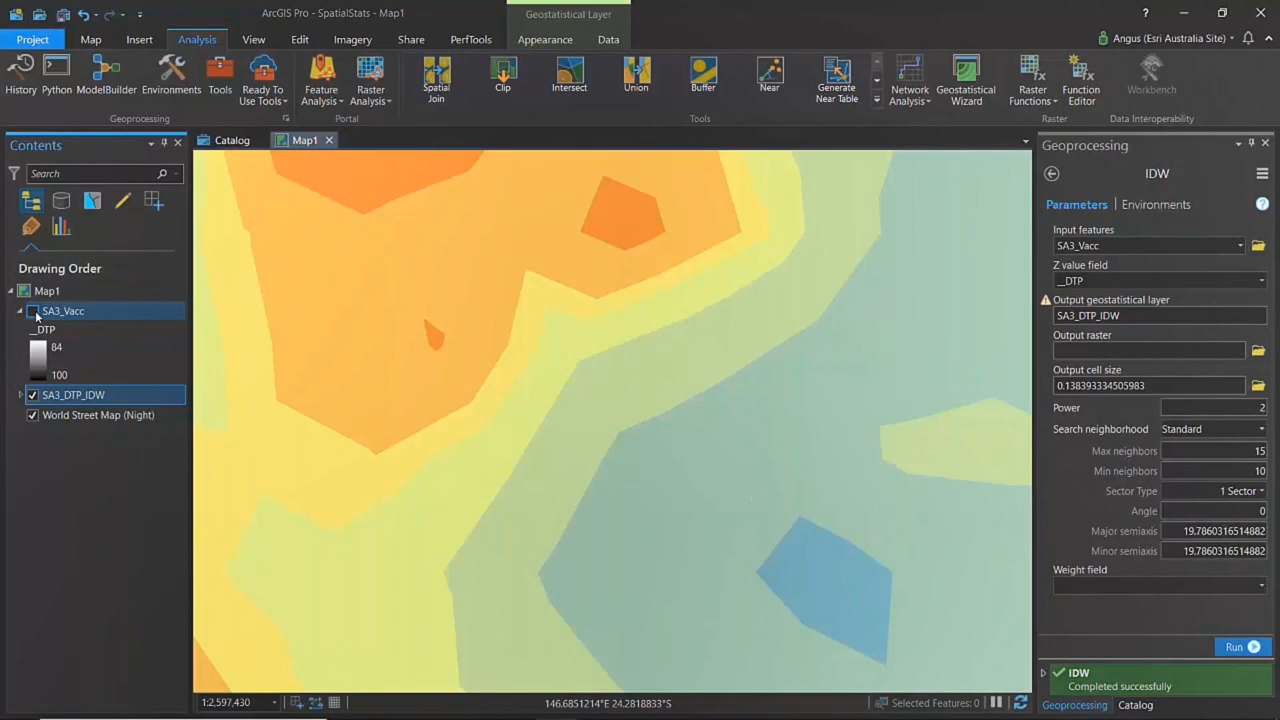 ArcGIS Pro - SpatialStats - Map1
Geostatistical Layer
?
Project
Map
Insert
Analysis
View
Edit
Imagery
Share
PerfTools
Appearance
Data
Angus (Esri Australia Site)
History
Python
ModelBuilder
Environments
Tools
Ready To
Use Tools
Feature
Analysis
Raster
Analysis
Spatial
Join
Clip
Intersect
Union
Buffer
Near
Generate
Near Table
Network
Analysis
Geostatistical
Wizard
Raster
Functions
Function
Editor
Workbench
Geoprocessing
Portal
Tools
Raster
Data Interoperability
Contents
Search
Drawing Order
Map1
SA3_Vacc
__DTP
84
100
SA3_DTP_IDW
World Street Map (Night)
Catalog
Map1
1:2,597,430
146.6851214°E 24.2818833°S
Selected Features: 0
Geoprocessing
IDW
Parameters
Environments
?
Input features
SA3_Vacc
Z value field
__DTP
Output geostatistical layer
SA3_DTP_IDW
Output raster
Output cell size
0.138393334505983
Power
2
Search neighborhood
Standard
Max neighbors
15
Min neighbors
10
Sector Type
1 Sector
Angle
0
Major semiaxis
19.7860316514882
Minor semiaxis
19.7860316514882
Weight field
Run
IDW
Completed successfully
Geoprocessing
Catalog